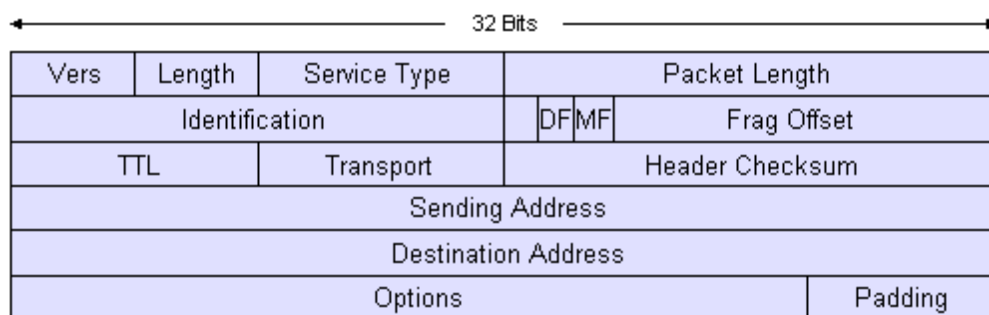 32 Bits
Vers Length Service Type Packet Length
Identification DF MF Frag Offset
TTL Transport Header Checksum
Sending Address
Destination Address
Options Padding